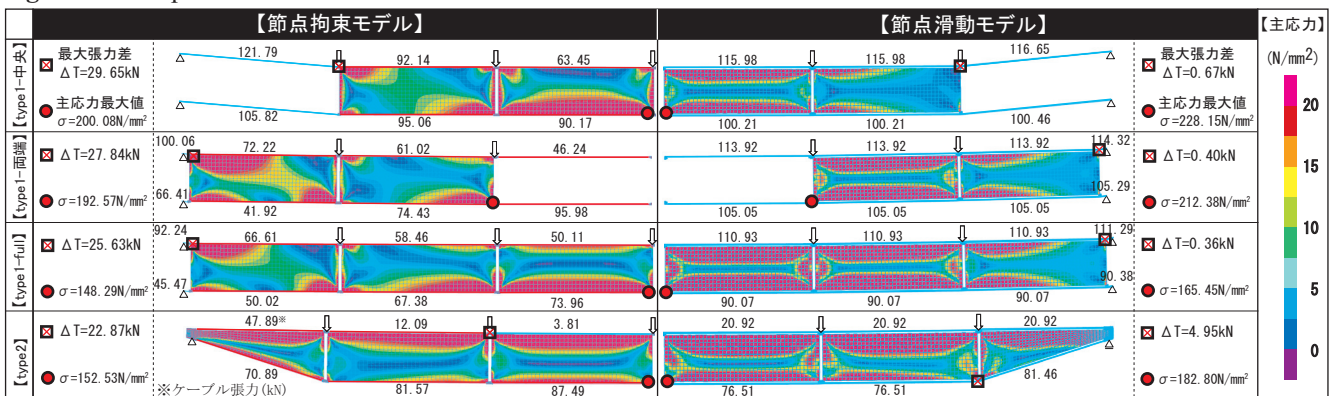 【節点拘束モデル】
【節点滑動モデル】
【主応力】
(N/mm²)
20
15
10
5
0
【type1-中央】
最大張力差
ΔT=29.65kN
主応力最大値
σ=200.08N/mm²
121.79
92.14
63.45
105.82
95.06
90.17
115.98
115.98
116.65
100.21
100.21
100.46
最大張力差
ΔT=0.67kN
主応力最大値
σ=228.15N/mm²
【type1-両端】
ΔT=27.84kN
σ=192.57N/mm²
100.06
72.22
61.02
46.24
66.41
41.92
74.43
95.98
113.92
113.92
113.92
114.32
105.29
105.05
105.05
105.05
ΔT=0.40kN
σ=212.38N/mm²
【type1-full】
ΔT=25.63kN
σ=148.29N/mm²
92.24
66.61
58.46
50.11
45.47
50.02
67.38
73.96
110.93
110.93
110.93
111.29
90.38
90.07
90.07
90.07
ΔT=0.36kN
σ=165.45N/mm²
【type2】
ΔT=22.87kN
σ=152.53N/mm²
47.89※
12.09
3.81
70.89
81.57
87.49
※ケーブル張力(kN)
20.92
20.92
20.92
76.51
76.51
81.46
ΔT=4.95kN
σ=182.80N/mm²